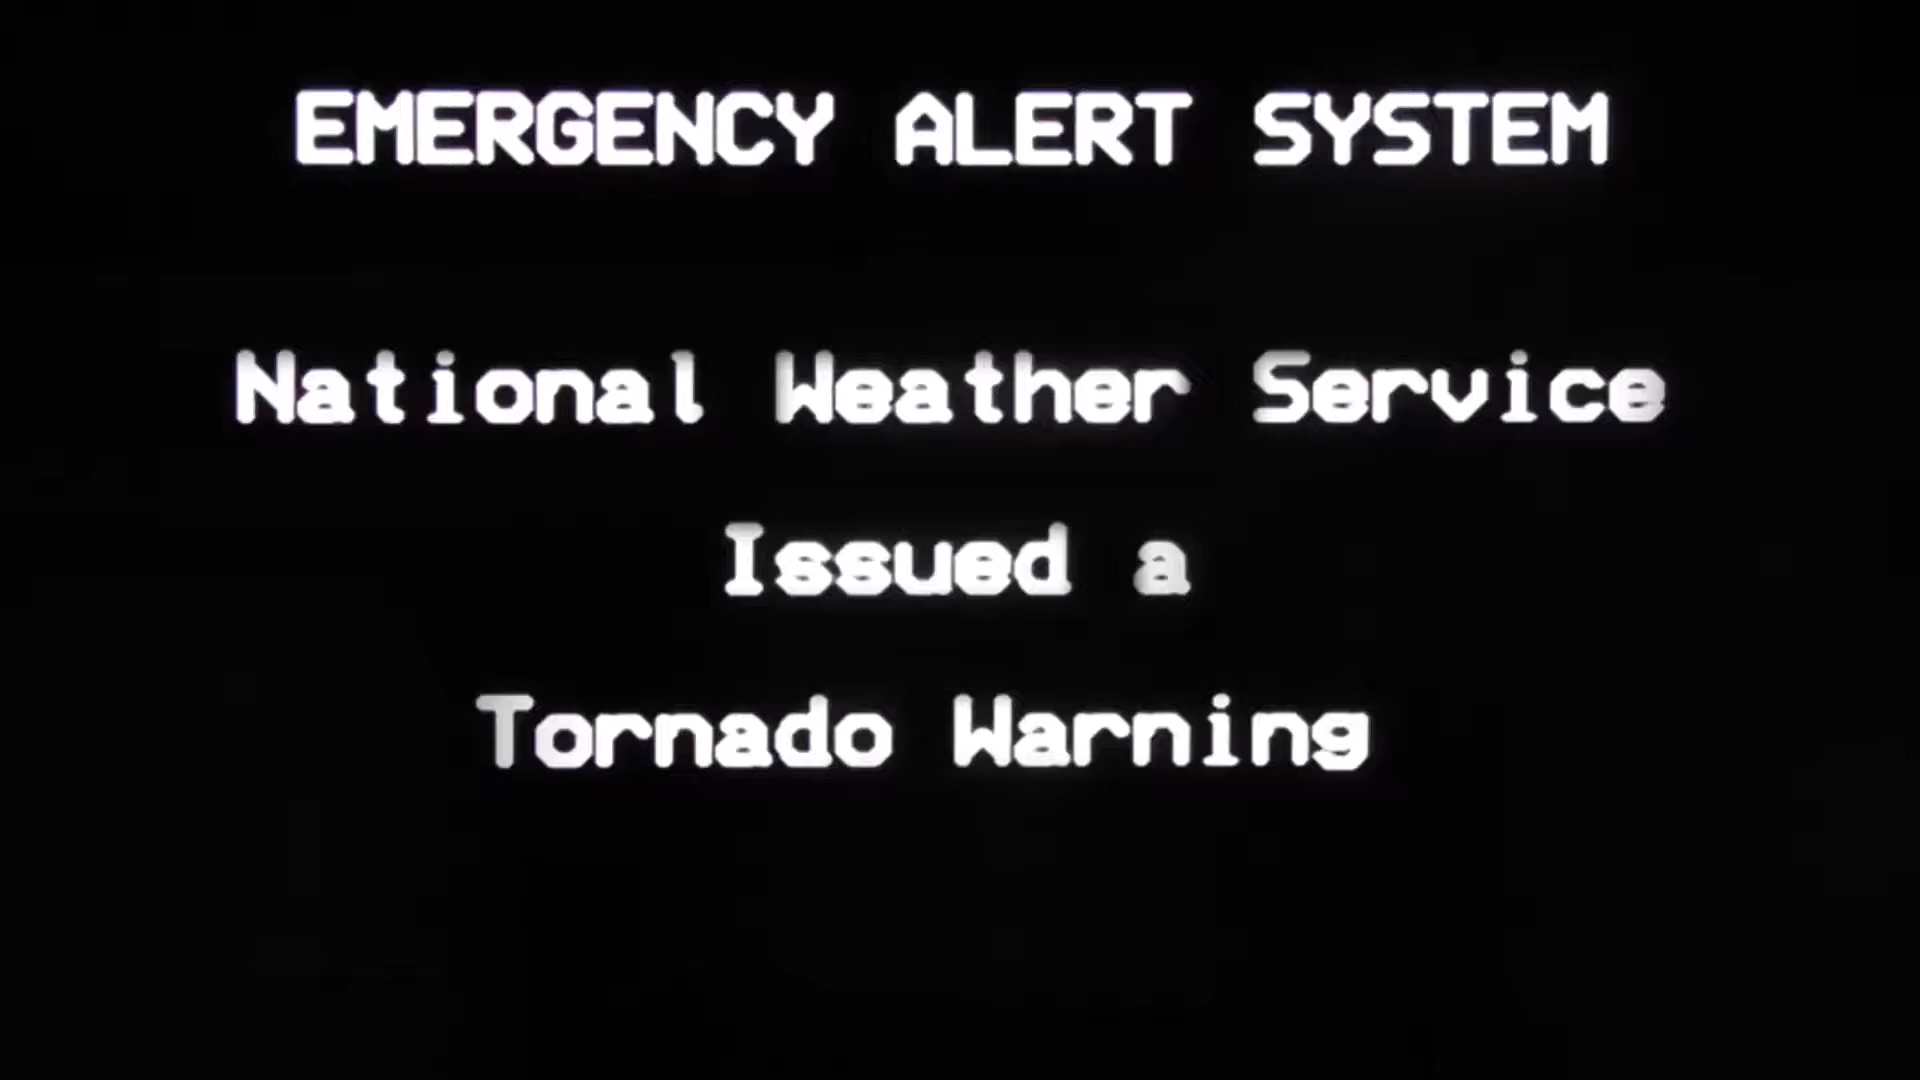 EMERGENCY ALERT SYSTEM
National Weather Service
Issued a
Tornado Warning